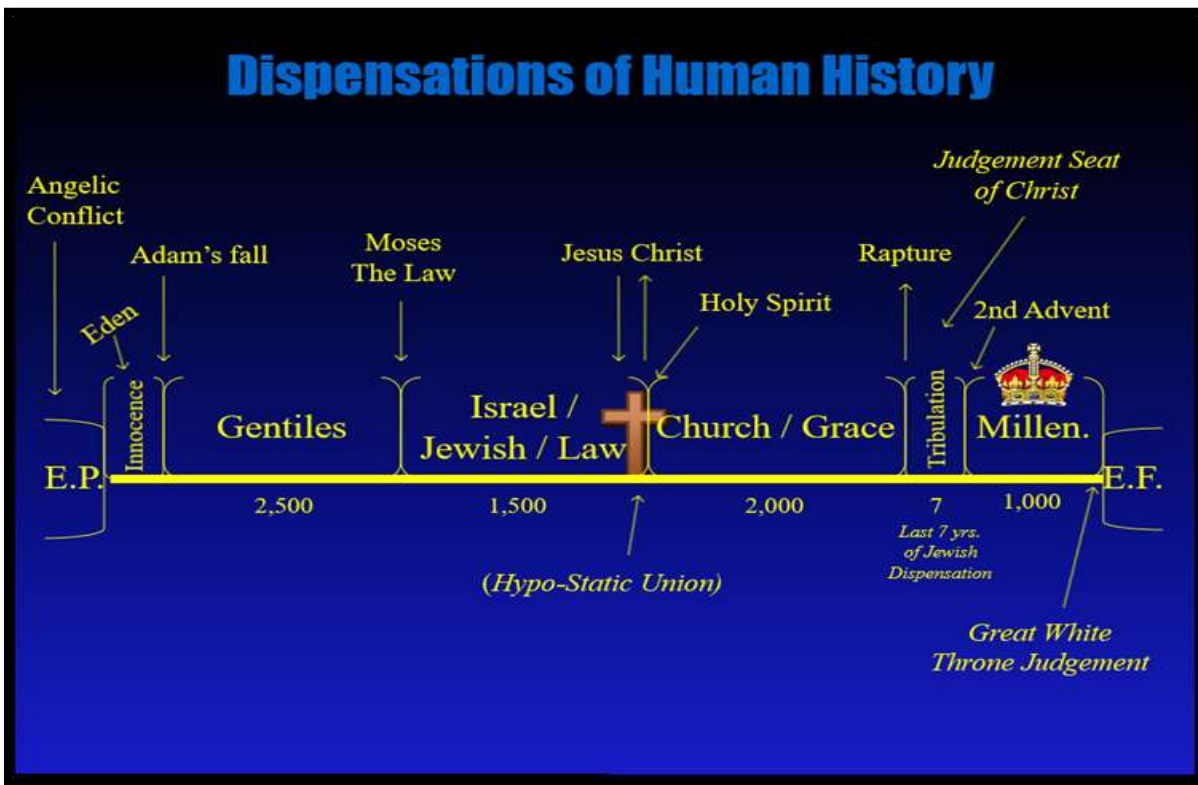 Dispensations of Human History
Judgement Seat
of Christ
Angelic
Conflict
Adam's fall
Moses
The Law
Jesus Christ
Rapture
Holy Spirit
2nd Advent
Eden
E.P.
Innocence
Gentiles
Israel /
Jewish / Law
Church / Grace
Tribulation
Millen.
E.F.
2,500
1,500
2,000
7
1,000
Last 7 yrs.
of Jewish
Dispensation
(Hypo-Static Union)
Great White
Throne Judgement